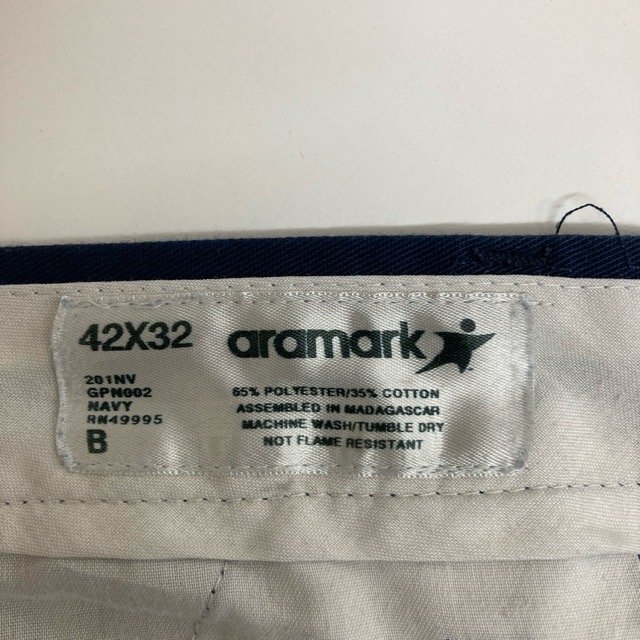 42X32
201NV
GPN002
NAVY
RN49995
B
aramark
65% POLYESTER/35% COTTON
ASSEMBLED IN MADAGASCAR
MACHINE WASH/TUMBLE DRY
NOT FLAME RESISTANT